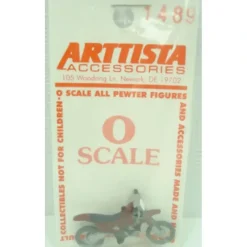 1489
ARTTISTA
ACCESSORIES
105 Woodring Ln. Newark, DE. 19702
O SCALE ALL PEWTER FIGURES
COLLECTIBLES NOT FOR CHILDREN
AND ACCESSORIES MADE AND
O
SCALE